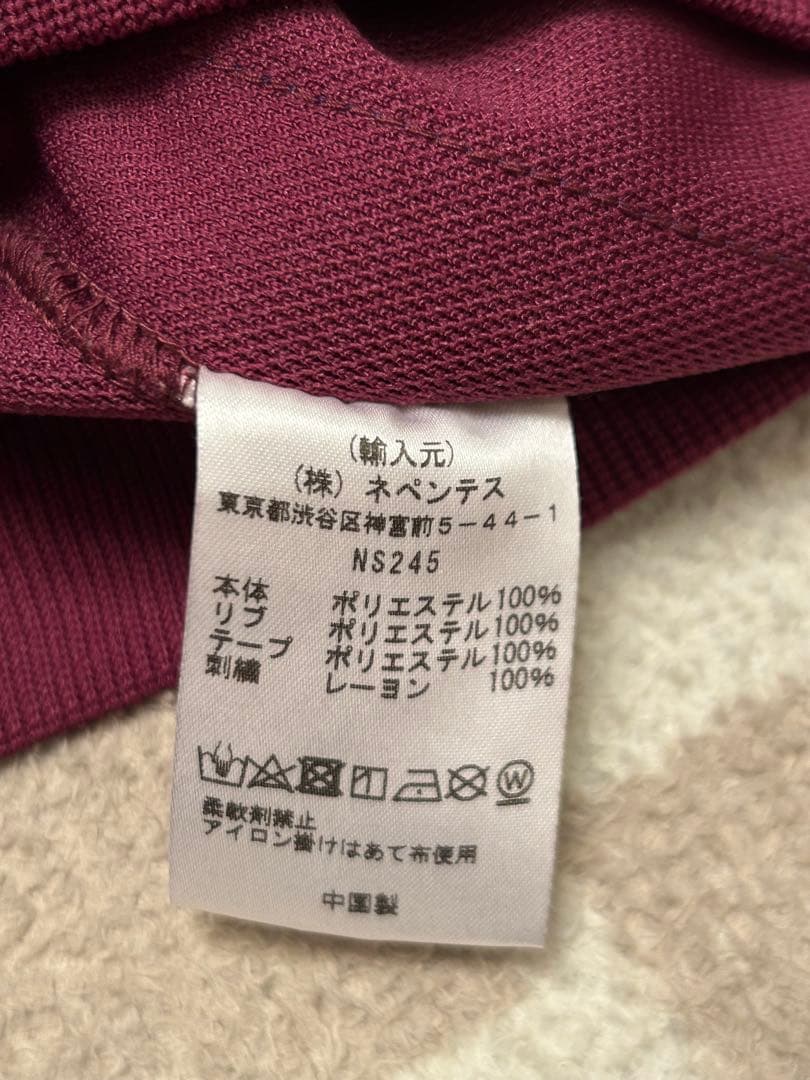 (輸入元)
(株) ネペンテス
東京都渋谷区神宮前5-44-1
NS245
本体 ポリエステル100%
リブ ポリエステル100%
テープ ポリエステル100%
刺繍 レーヨン 100%
W
柔軟剤禁止
アイロン掛けはあて布使用
中国製